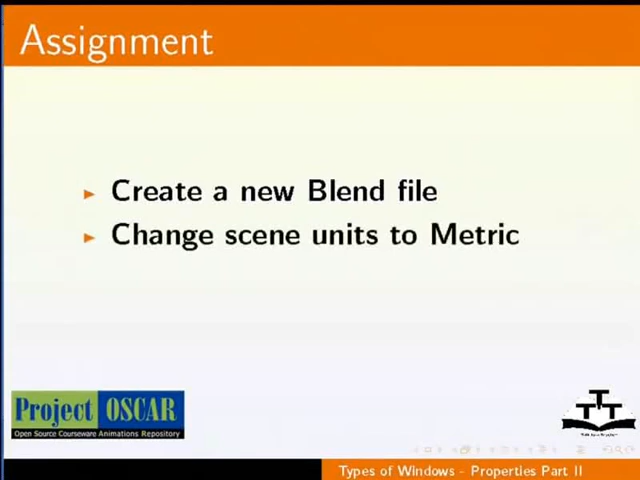 Assignment
Create a new Blend file
Change scene units to Metric
Project OSCAR
Open Source Courseware Animations Repository
TTT
Types of Windows - Properties Part II